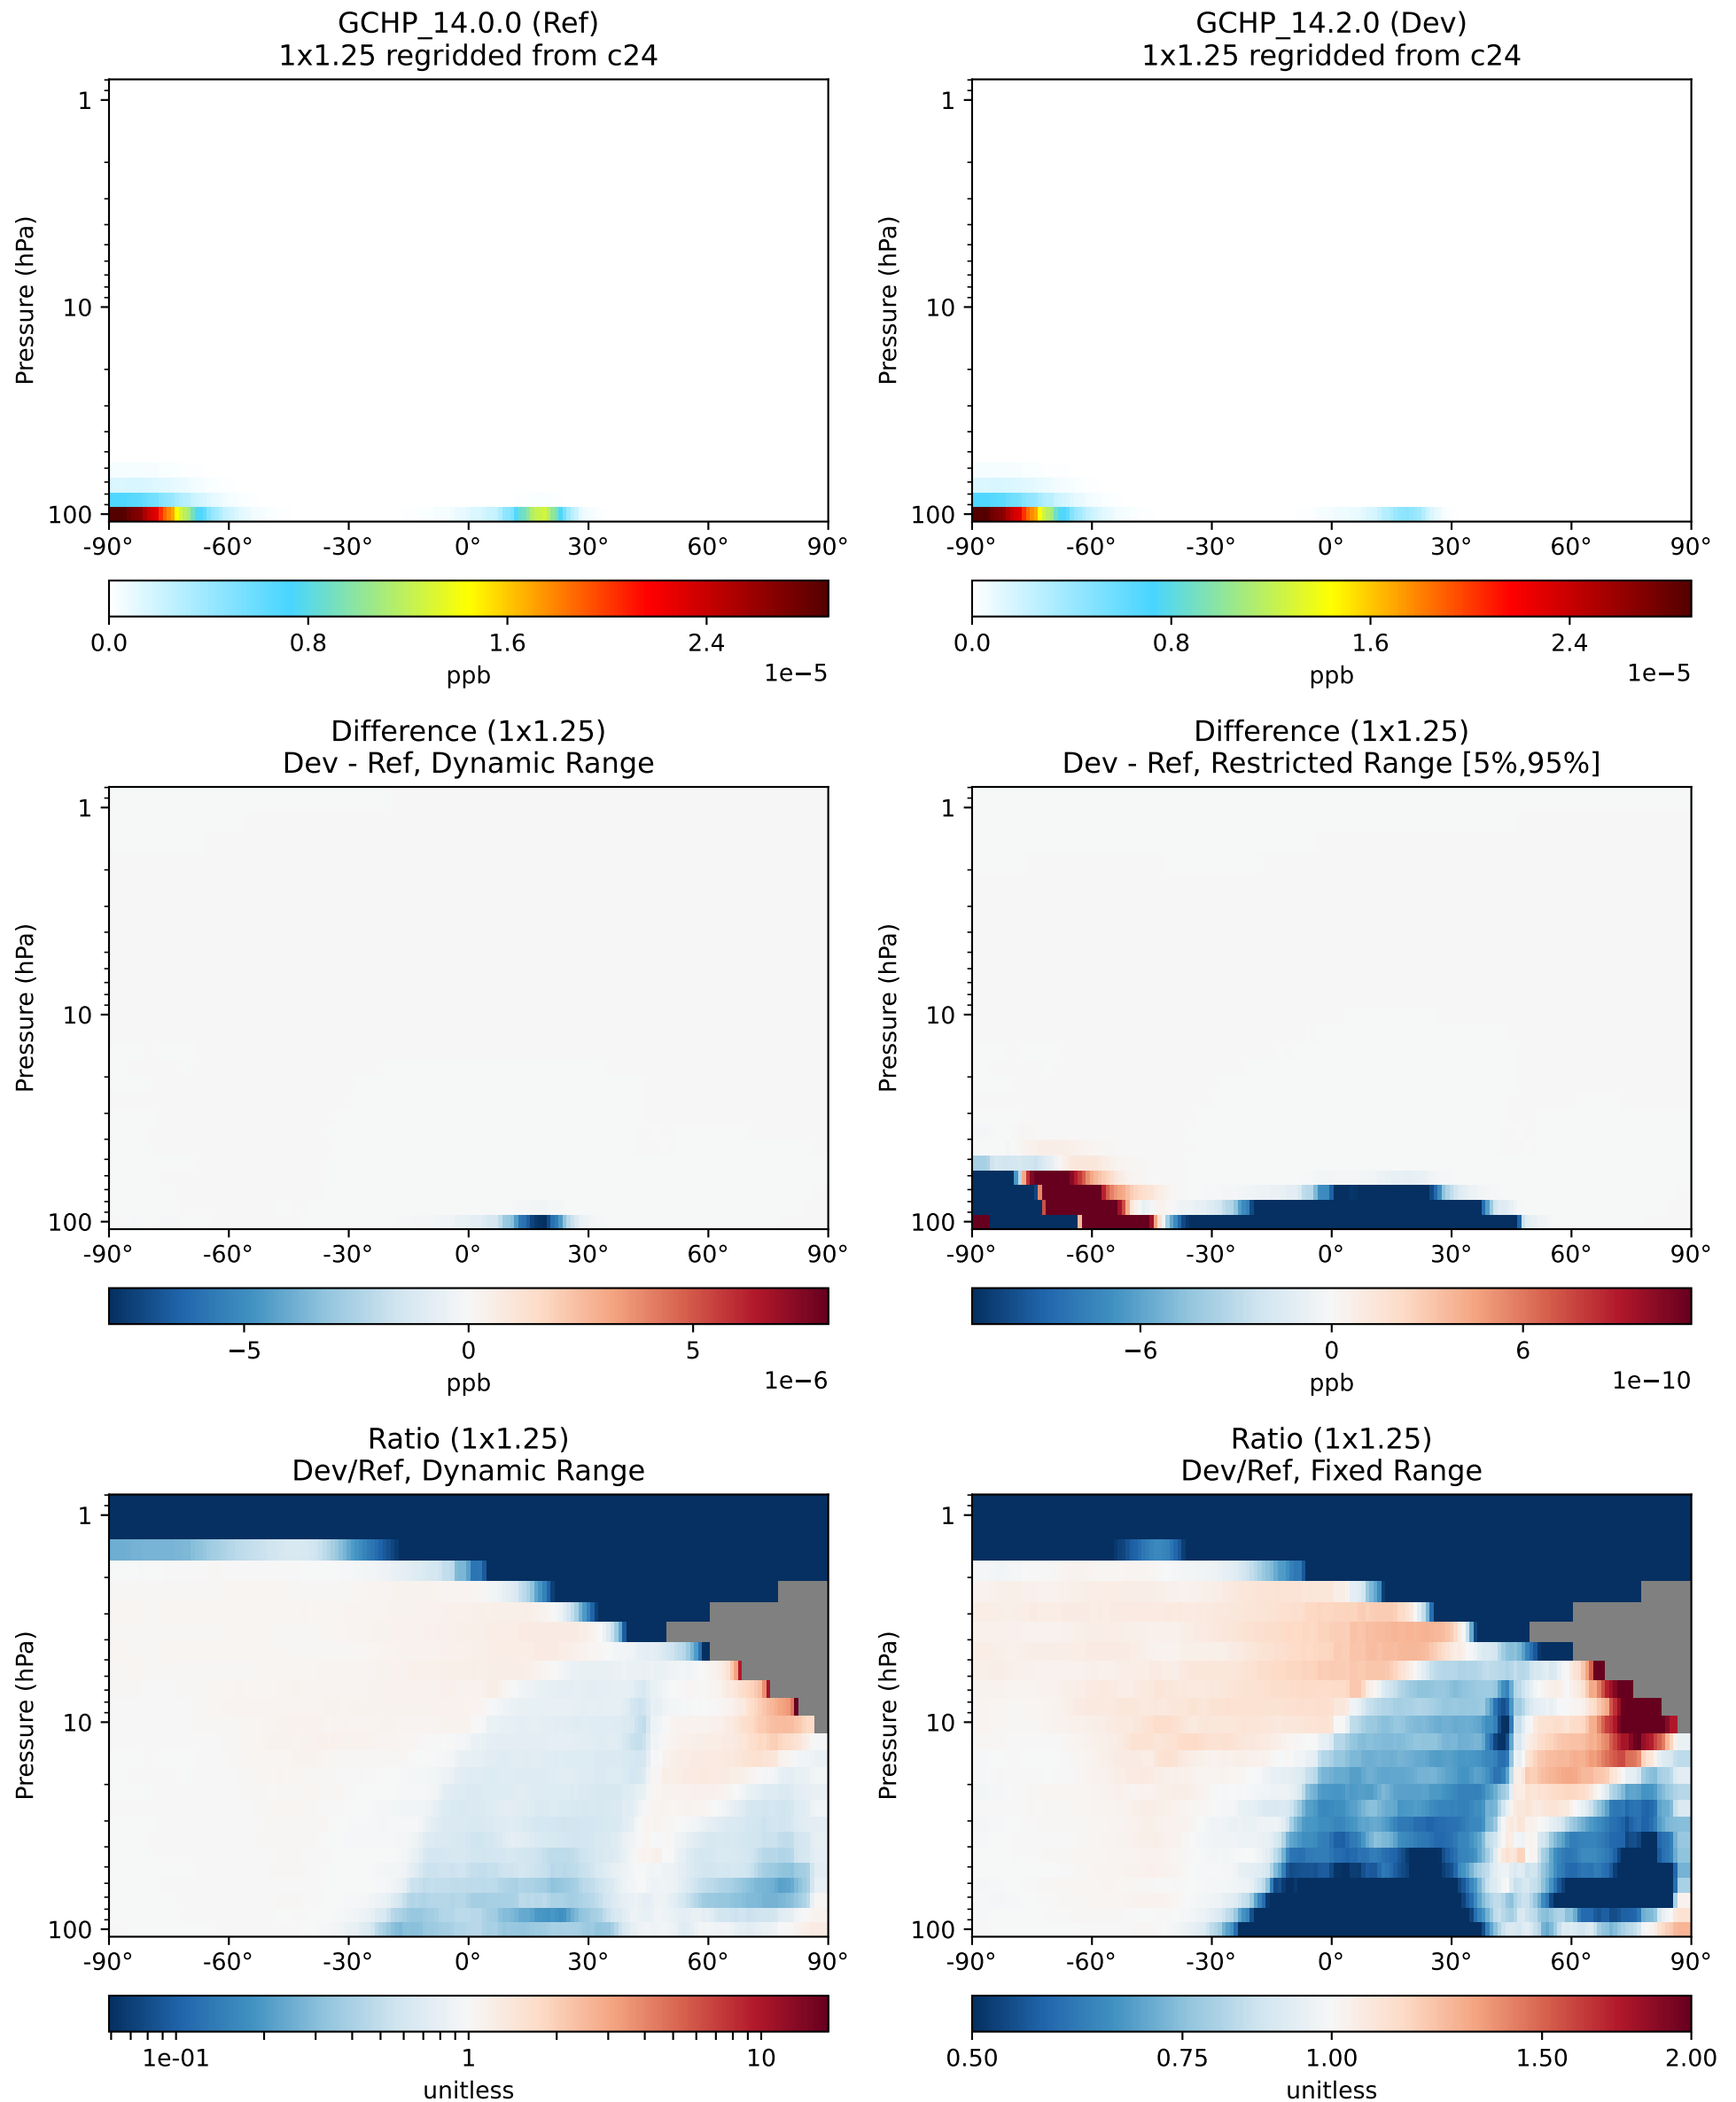 GCHP_14.0.0 (Ref)
1x1.25 regridded from c24
Pressure (hPa)
1
10
100
-90° -60° -30° 0° 30° 60° 90°
0.0 0.8 1.6 2.4
ppb 1e−5
GCHP_14.2.0 (Dev)
1x1.25 regridded from c24
Pressure (hPa)
1
10
100
-90° -60° -30° 0° 30° 60° 90°
0.0 0.8 1.6 2.4
ppb 1e−5
Difference (1x1.25)
Dev - Ref, Dynamic Range
Pressure (hPa)
1
10
100
-90° -60° -30° 0° 30° 60° 90°
−5 0 5
ppb 1e−6
Difference (1x1.25)
Dev - Ref, Restricted Range [5%,95%]
Pressure (hPa)
1
10
100
-90° -60° -30° 0° 30° 60° 90°
−6 0 6
ppb 1e−10
Ratio (1x1.25)
Dev/Ref, Dynamic Range
Pressure (hPa)
1
10
100
-90° -60° -30° 0° 30° 60° 90°
1e-01 1 10
unitless
Ratio (1x1.25)
Dev/Ref, Fixed Range
Pressure (hPa)
1
10
100
-90° -60° -30° 0° 30° 60° 90°
0.50 0.75 1.00 1.50 2.00
unitless